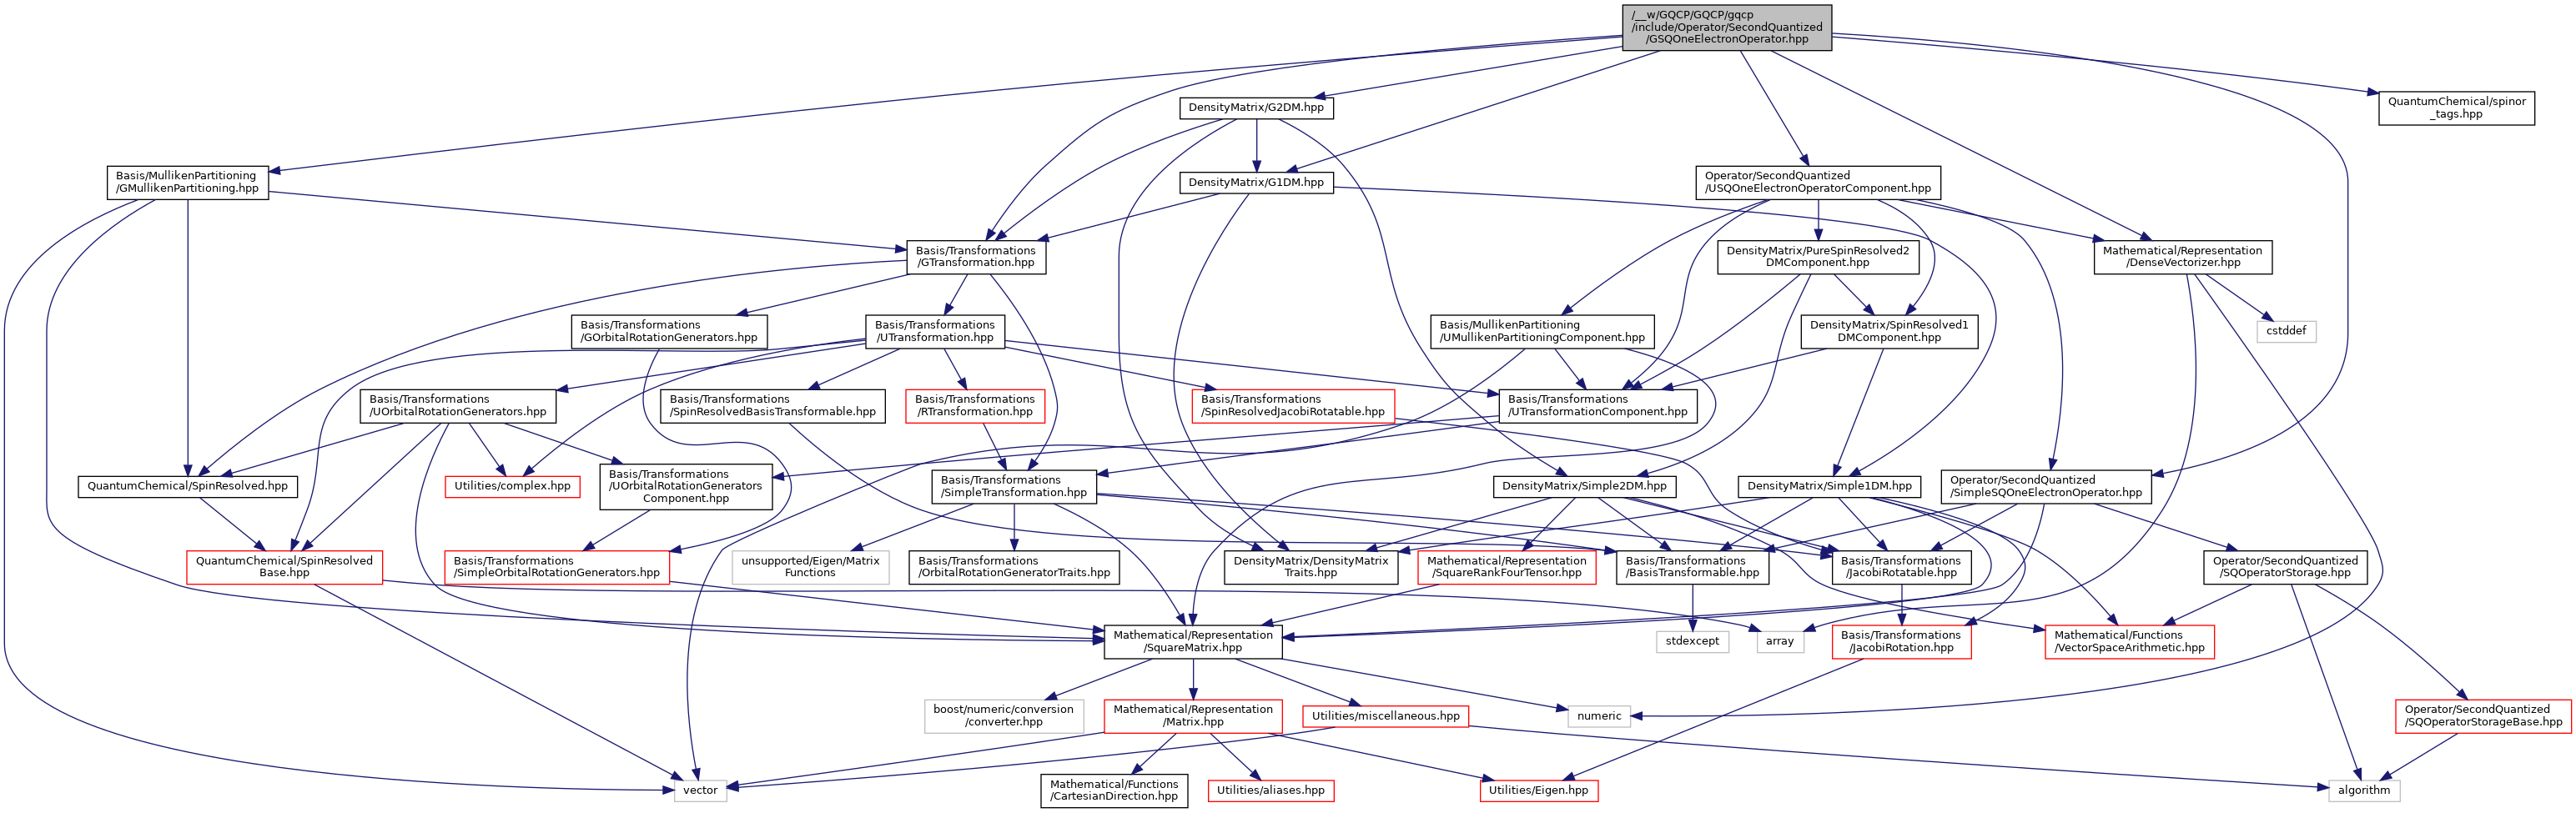 /__w/GQCP/GQCP/gqcp
/include/Operator/SecondQuantized
/GSQOneElectronOperator.hpp
DensityMatrix/G2DM.hpp
QuantumChemical/spinor
_tags.hpp
Basis/MullikenPartitioning
/GMullikenPartitioning.hpp
DensityMatrix/G1DM.hpp
Operator/SecondQuantized
/USQOneElectronOperatorComponent.hpp
Basis/Transformations
/GTransformation.hpp
DensityMatrix/PureSpinResolved2
DMComponent.hpp
Mathematical/Representation
/DenseVectorizer.hpp
Basis/Transformations
/GOrbitalRotationGenerators.hpp
Basis/Transformations
/UTransformation.hpp
Basis/MullikenPartitioning
/UMullikenPartitioningComponent.hpp
DensityMatrix/SpinResolved1
DMComponent.hpp
cstddef
Basis/Transformations
/UOrbitalRotationGenerators.hpp
Basis/Transformations
/SpinResolvedBasisTransformable.hpp
Basis/Transformations
/RTransformation.hpp
Basis/Transformations
/SpinResolvedJacobiRotatable.hpp
Basis/Transformations
/UTransformationComponent.hpp
QuantumChemical/SpinResolved.hpp
Utilities/complex.hpp
Basis/Transformations
/UOrbitalRotationGenerators
Component.hpp
Basis/Transformations
/SimpleTransformation.hpp
DensityMatrix/Simple2DM.hpp
DensityMatrix/Simple1DM.hpp
Operator/SecondQuantized
/SimpleSQOneElectronOperator.hpp
QuantumChemical/SpinResolved
Base.hpp
Basis/Transformations
/SimpleOrbitalRotationGenerators.hpp
unsupported/Eigen/Matrix
Functions
Basis/Transformations
/OrbitalRotationGeneratorTraits.hpp
DensityMatrix/DensityMatrix
Traits.hpp
Mathematical/Representation
/SquareRankFourTensor.hpp
Basis/Transformations
/BasisTransformable.hpp
Basis/Transformations
/JacobiRotatable.hpp
Operator/SecondQuantized
/SQOperatorStorage.hpp
Mathematical/Representation
/SquareMatrix.hpp
stdexcept
array
Basis/Transformations
/JacobiRotation.hpp
Mathematical/Functions
/VectorSpaceArithmetic.hpp
boost/numeric/conversion
/converter.hpp
Mathematical/Representation
/Matrix.hpp
Utilities/miscellaneous.hpp
numeric
Operator/SecondQuantized
/SQOperatorStorageBase.hpp
vector
Mathematical/Functions
/CartesianDirection.hpp
Utilities/aliases.hpp
Utilities/Eigen.hpp
algorithm